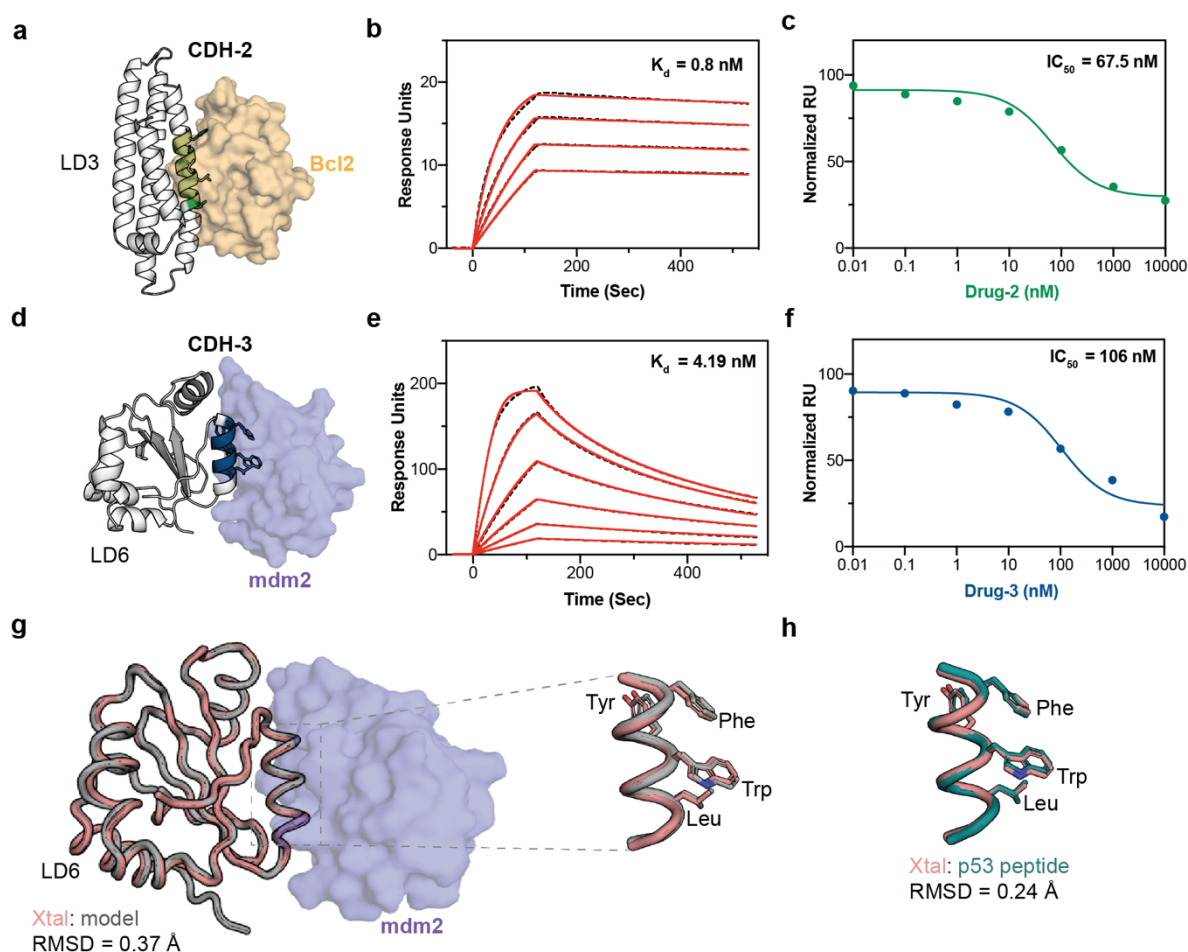 a
CDH-2
LD3
Bcl2
b
K_d = 0.8 nM
Response Units
20
10
0
0 200 400
Time (Sec)
c
IC_50 = 67.5 nM
Normalized RU
100
50
0
0.01 0.1 1 10 100 1000 10000
Drug-2 (nM)
d
CDH-3
LD6
mdm2
e
K_d = 4.19 nM
Response Units
200
100
0
0 200 400
Time (Sec)
f
IC_50 = 106 nM
Normalized RU
100
50
0
0.01 0.1 1 10 100 1000 10000
Drug-3 (nM)
g
LD6
mdm2
Xtal: model
RMSD = 0.37 Å
Tyr
Phe
Trp
Leu
h
Tyr
Phe
Trp
Leu
Xtal: p53 peptide
RMSD = 0.24 Å